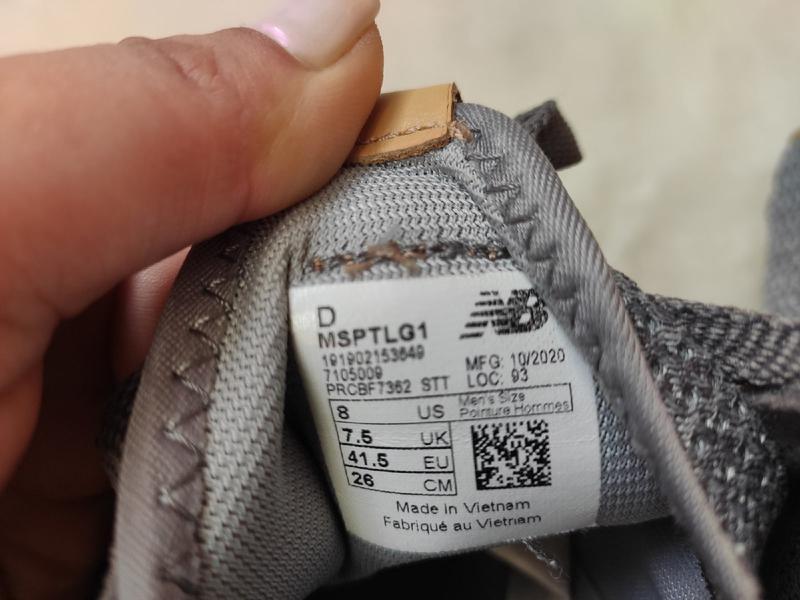 D
NB
MSPTLG1
191902153649
7105009
PRCBF7362 STT
MFG: 10/2020
LOC: 93
8 US
Men's Size
Pointure Hommes
7.5 UK
41.5 EU
26 CM
Made in Vietnam
Fabriqué au Vietnam